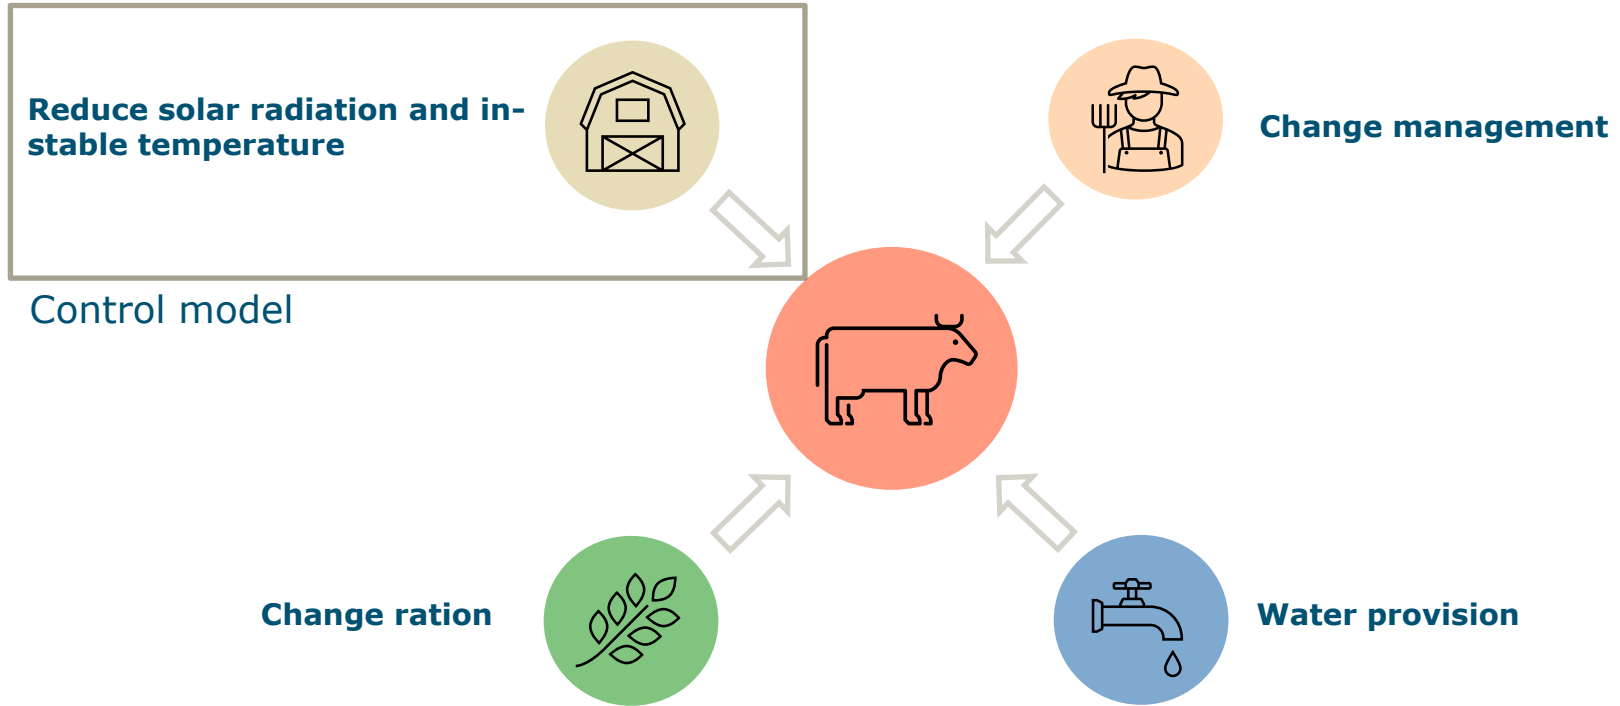 Reduce solar radiation and in-
stable temperature
Change management
Control model
Change ration
Water provision